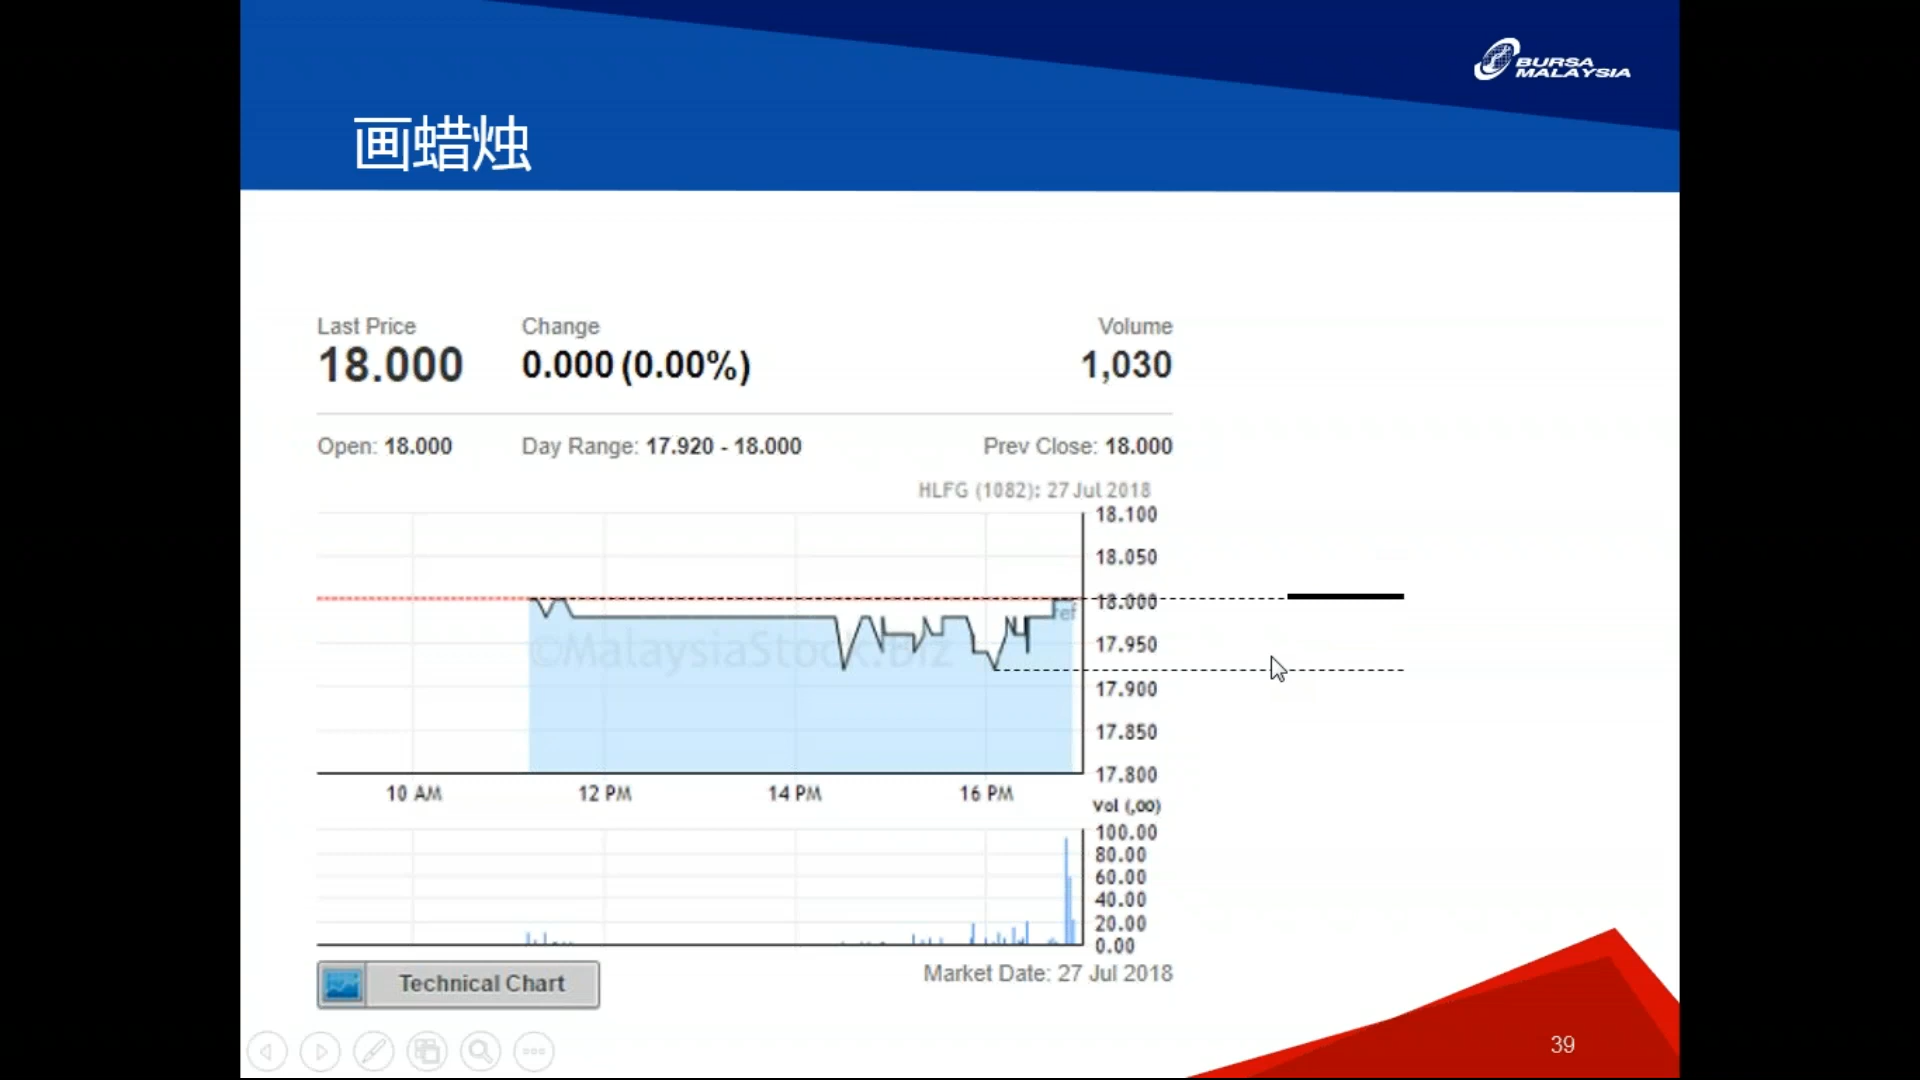 BURSA
MALAYSIA
画蜡烛
Last Price
Change
Volume
18.000
0.000 (0.00%)
1,030
Open: 18.000
Day Range: 17.920 - 18.000
Prev Close: 18.000
HLFG (1082): 27 Jul 2018
18.100
18.050
18.000
ref
17.950
©MalaysiaStock.Biz
17.900
17.850
17.800
10 AM
12 PM
14 PM
16 PM
Vol (,00)
100.00
80.00
60.00
40.00
20.00
0.00
Technical Chart
Market Date: 27 Jul 2018
39